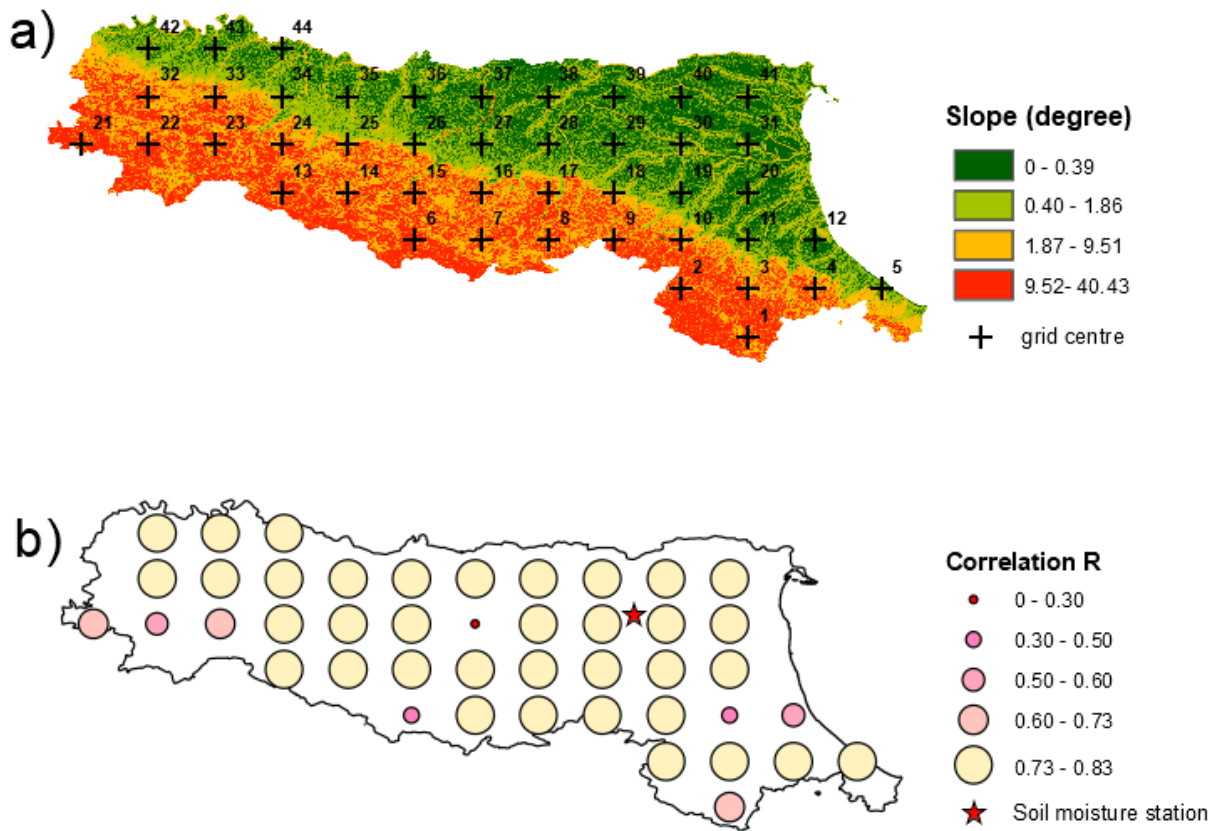 a)
42 43 44
32 33 34 35 36 37 38 39 40 41
21 22 23 24 25 26 27 28 29 30 31
13 14 15 16 17 18 19 20
6 7 8 9 10 11 12
2 3 4 5
1
Slope (degree)
0 - 0.39
0.40 - 1.86
1.87 - 9.51
9.52- 40.43
grid centre
b)
Correlation R
0 - 0.30
0.30 - 0.50
0.50 - 0.60
0.60 - 0.73
0.73 - 0.83
Soil moisture station